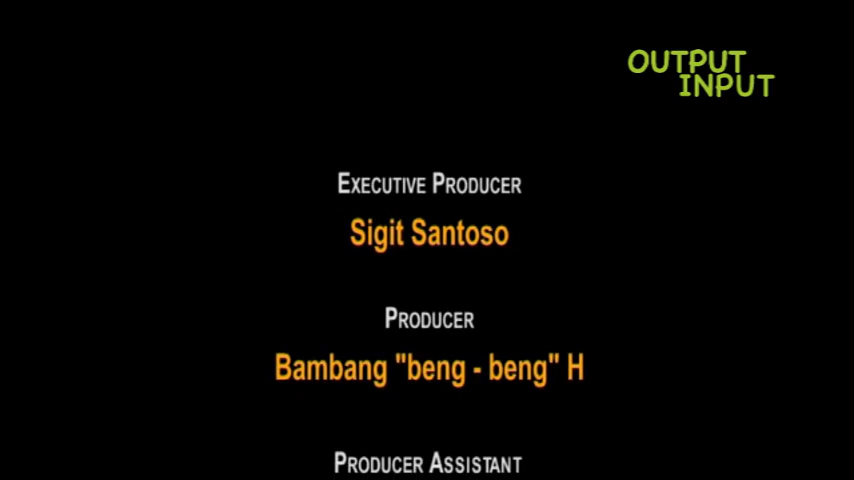 OUTPUT
INPUT
EXECUTIVE PRODUCER
Sigit Santoso
PRODUCER
Bambang "beng - beng" H
PRODUCER ASSISTANT